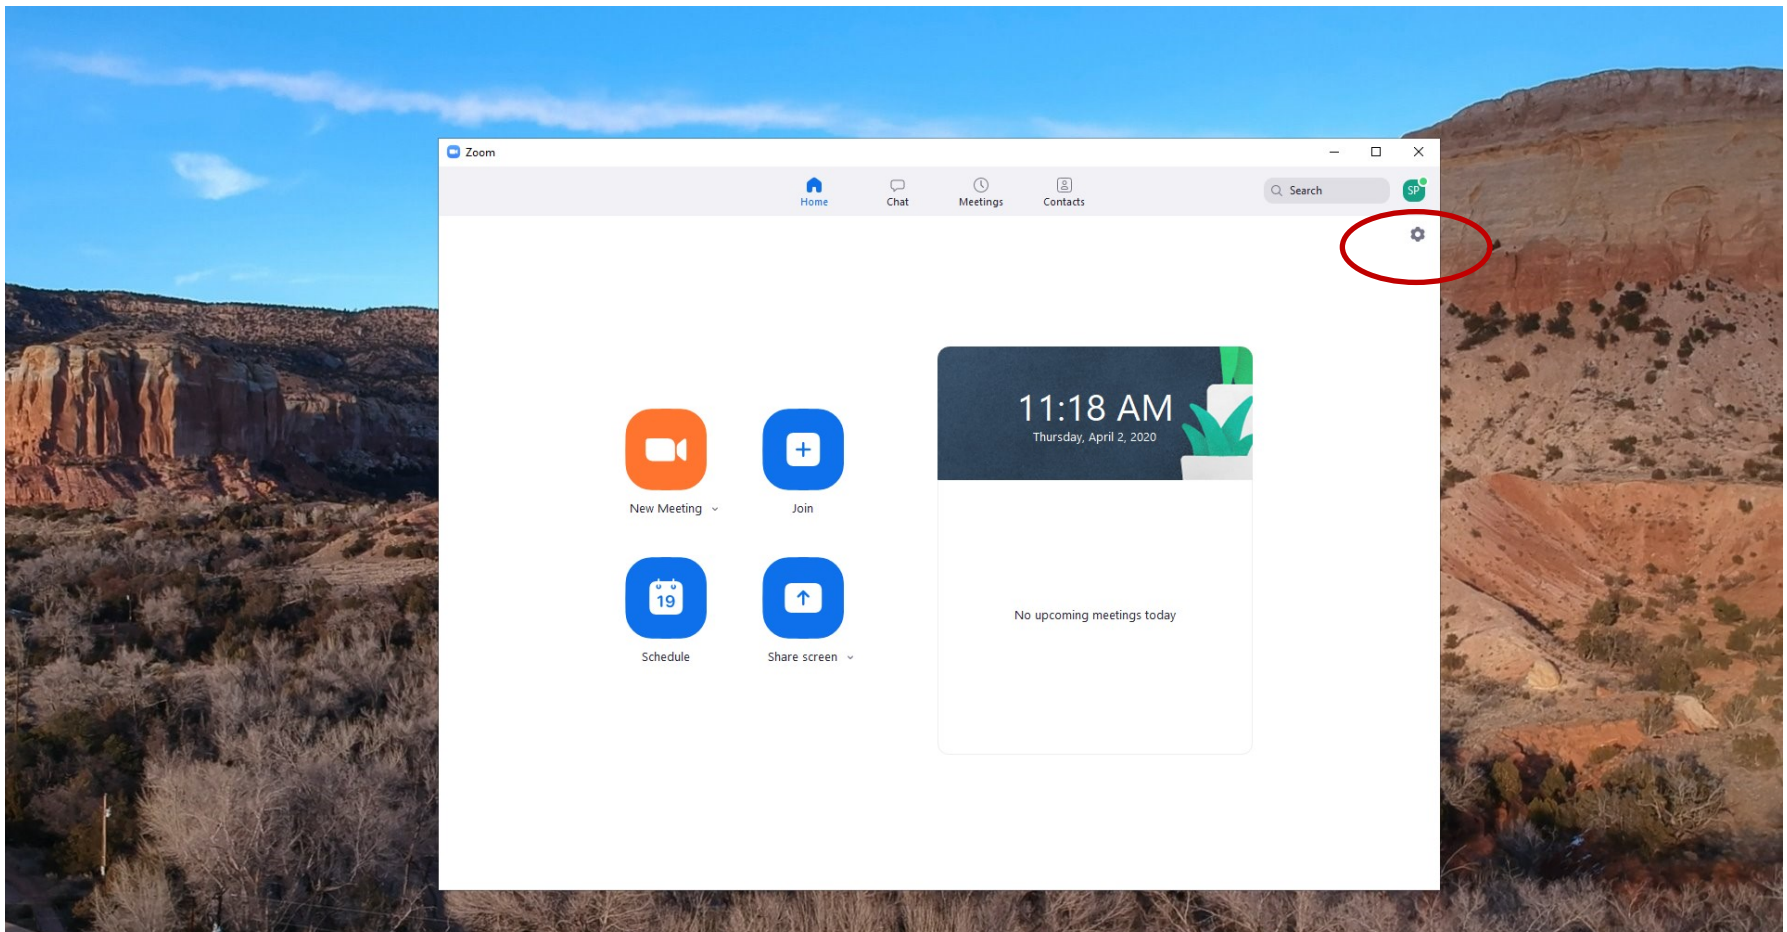 Zoom
Home
Chat
Meetings
Contacts
Search
SP
11:18 AM
Thursday, April 2, 2020
New Meeting
Join
19
Schedule
Share screen
No upcoming meetings today